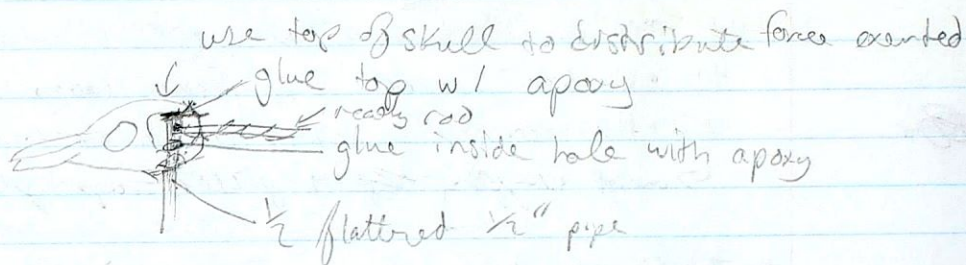 use top of skull to distribute force exerted
glue top w/ apoxy
ready rod
glue inside hole with apoxy
1/2 flattered 1/2" pipe